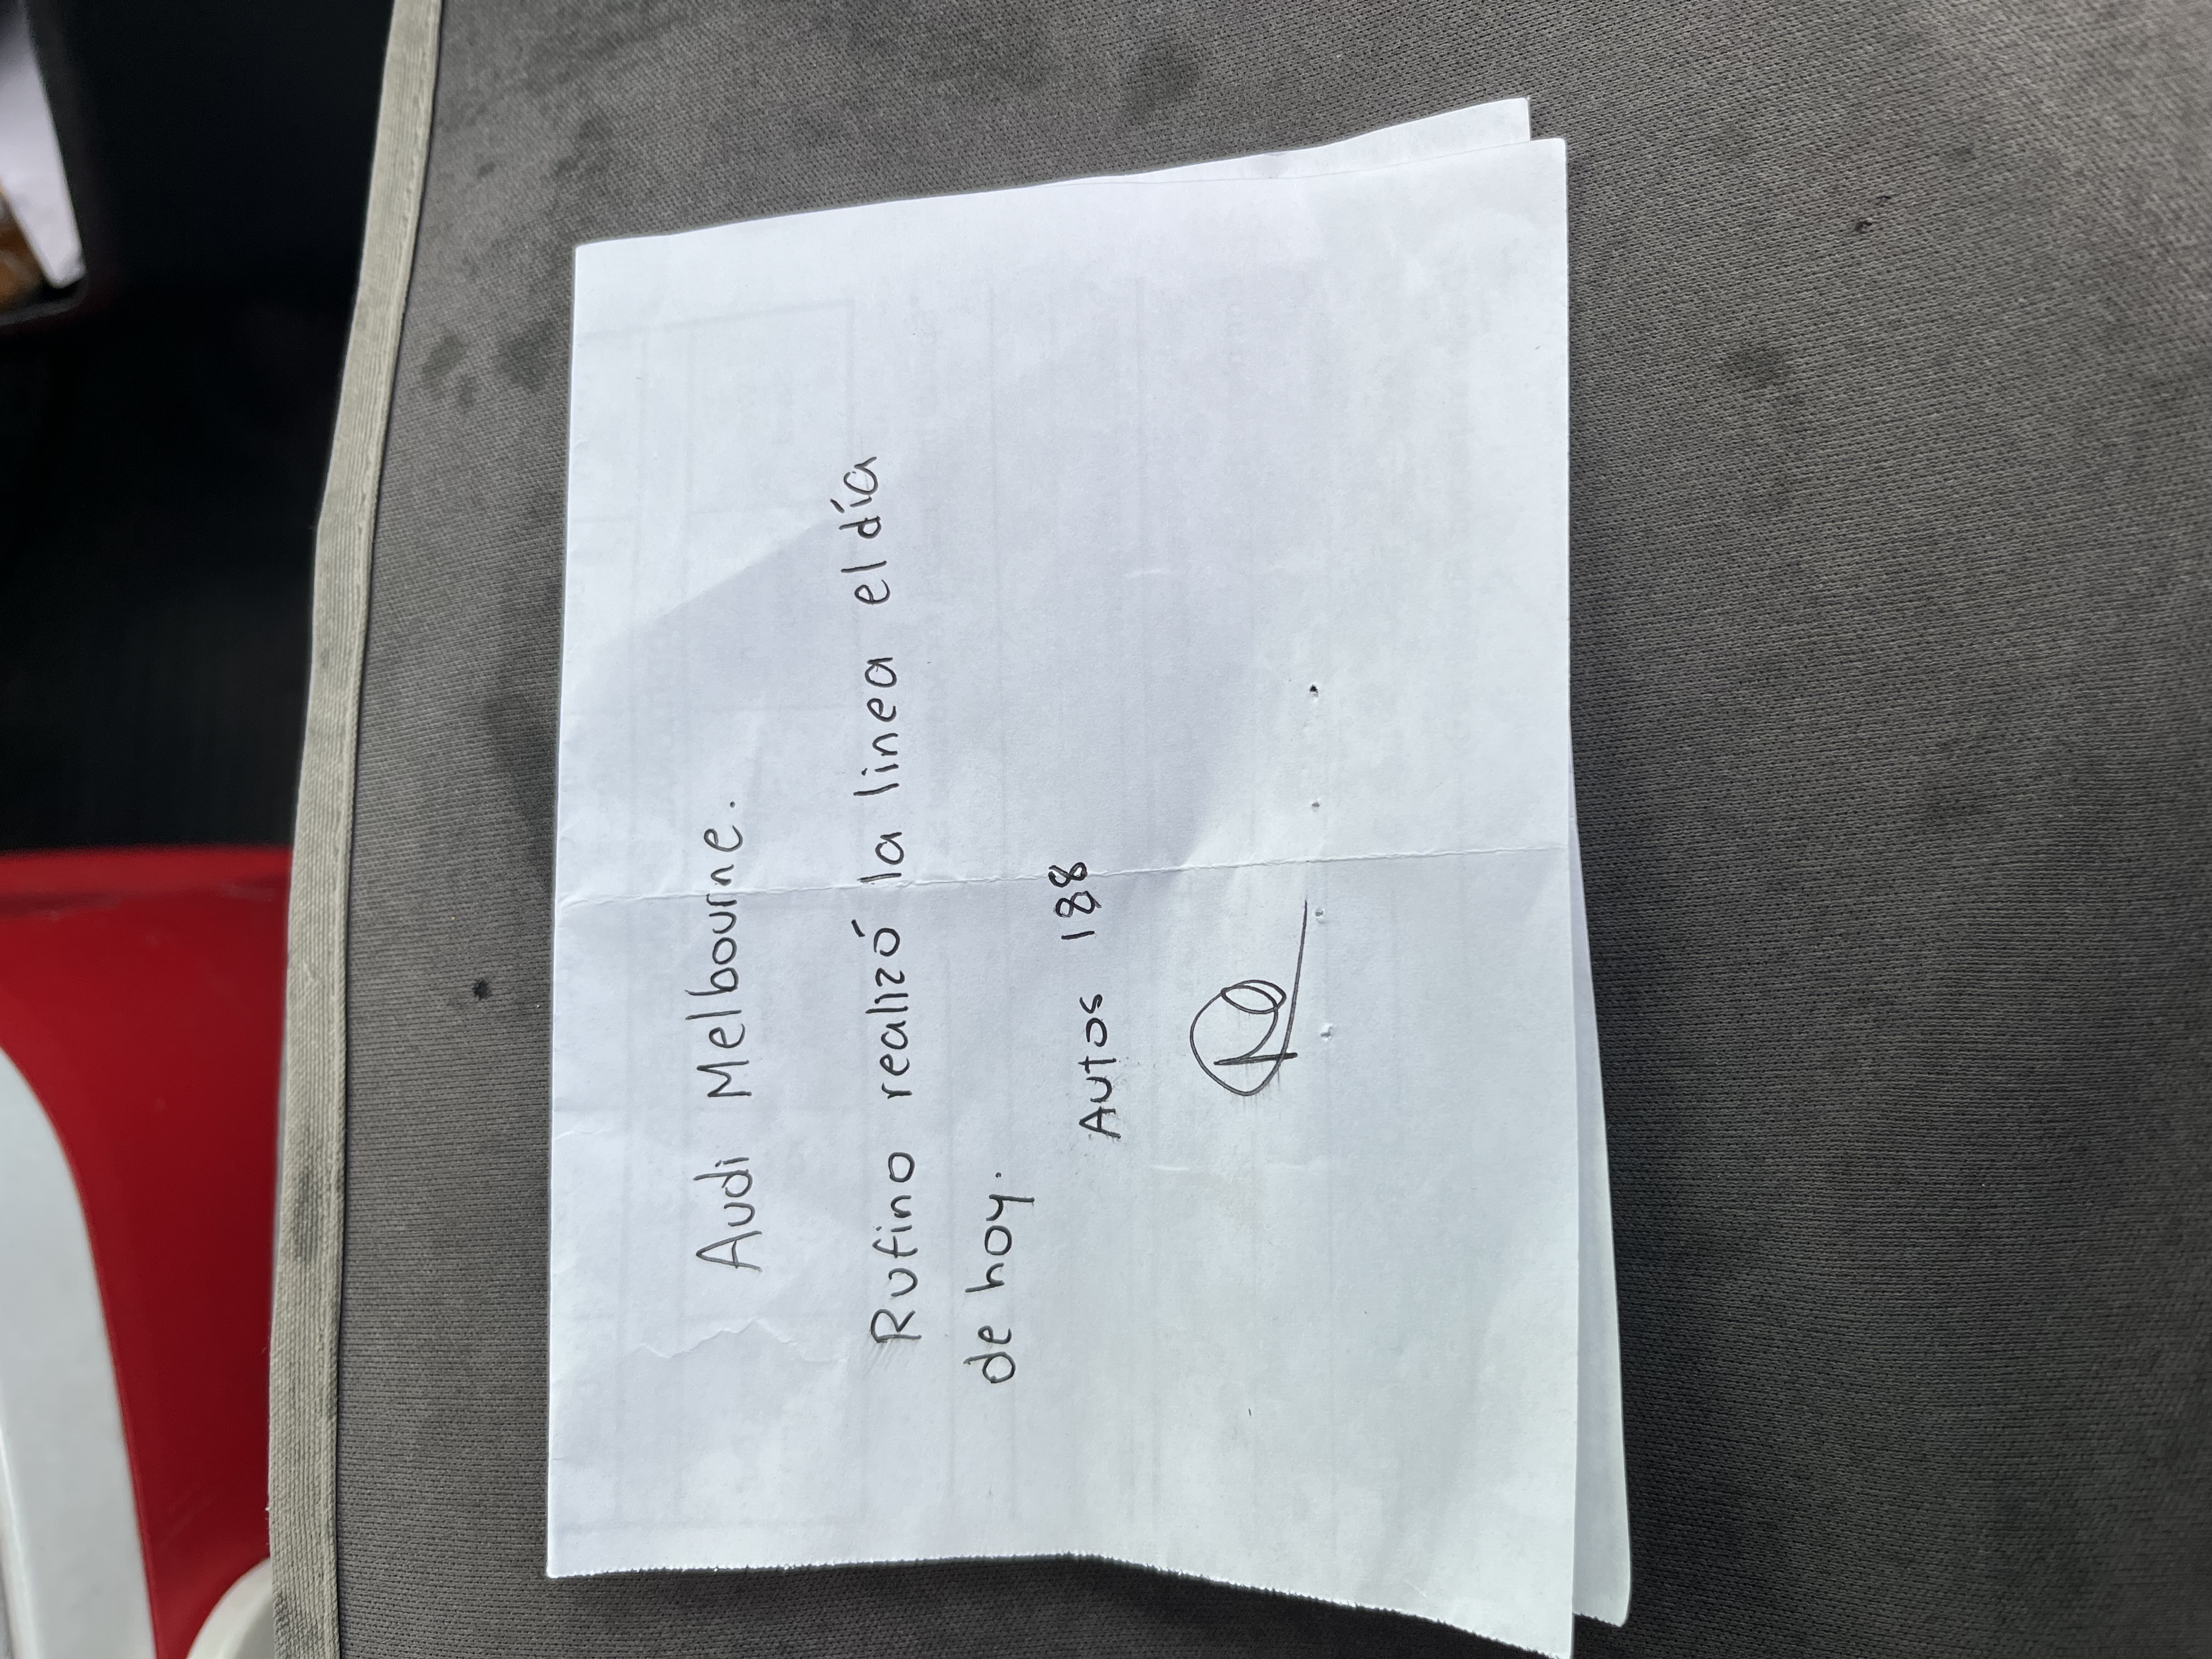 Audi Melbourne.
Rufino realizó la linea el día
de hoy.
Autos 188